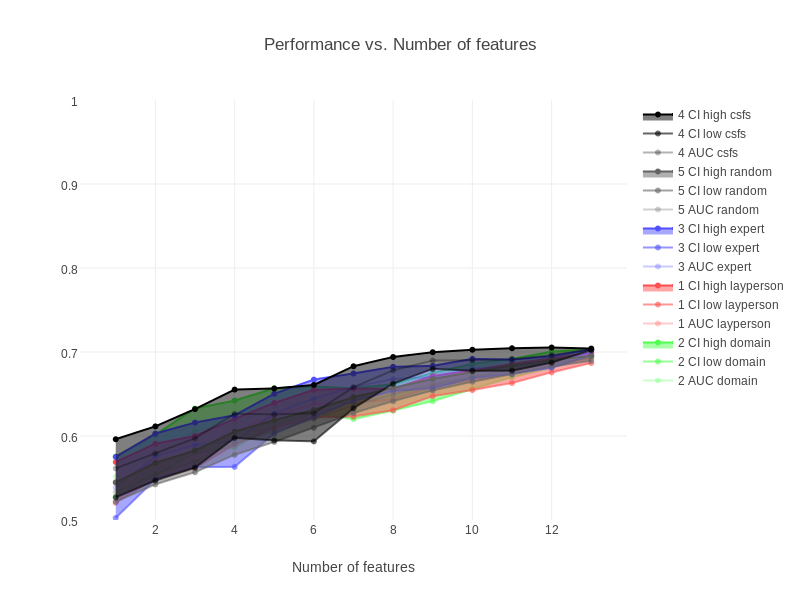 Performance vs. Number of features
1
0.9
0.8
0.7
0.6
0.5
2
4
6
8
10
12
Number of features
4 CI high csfs
4 CI low csfs
4 AUC csfs
5 CI high random
5 CI low random
5 AUC random
3 CI high expert
3 CI low expert
3 AUC expert
1 CI high layperson
1 CI low layperson
1 AUC layperson
2 CI high domain
2 CI low domain
2 AUC domain